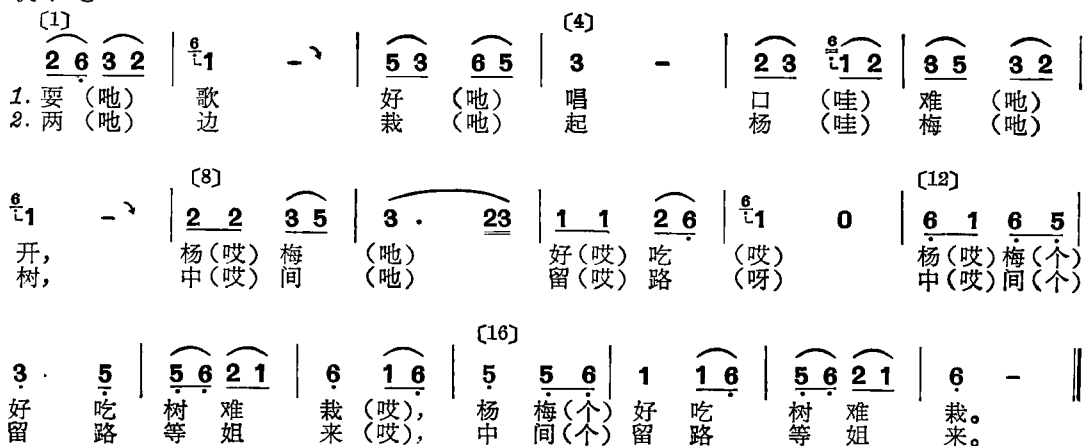 〔1〕 〔4〕
2 6 3 2 | 6 1 - | 5 3 6 5 | 3 - | 2 3 6 1 2 | 3 5 3 2 |
1. 耍(吔) 歌 好 (吔) 唱 口 (哇) 难 (吔)
2. 两(吔) 边 栽 (吔) 起 杨 (哇) 梅 (吔)
〔8〕 〔12〕
6 1 - | 2 2 3 5 | 3 . 23 | 1 1 2 6 | 6 1 0 | 6 1 6 5 |
开, 杨(哎)梅 (吔) 好(哎)吃 (哎) 杨(哎)梅(个)
树, 中(哎)间 (吔) 留(哎)路 (呀) 中(哎)间(个)
〔16〕
3 . 5 | 5 6 2 1 | 6 1 6 | 5 5 6 | 1 1 6 | 5 6 2 1 | 6 - ‖
好 吃 树 难 栽(哎), 杨 梅(个) 好 吃 树 难 栽。
留 路 等 姐 来(哎), 中 间(个) 留 路 等 姐 来。